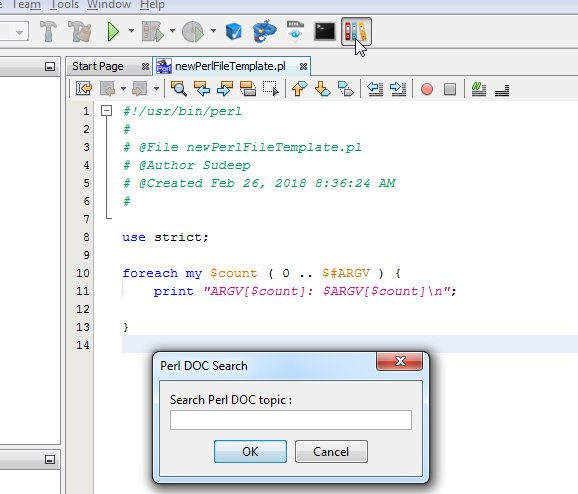 Team Tools Window Help
Start Page newPerlFileTemplate.pl
1 #!/usr/bin/perl
2 #
3 # @File newPerlFileTemplate.pl
4 # @Author Sudeep
5 # @Created Feb 26, 2018 8:36:24 AM
6 #
7
8 use strict;
9
10 foreach my $count ( 0 .. $#ARGV ) {
11 print "ARGV[$count]: $ARGV[$count]\n";
12
13 }
14
Perl DOC Search
Search Perl DOC topic :
OK Cancel